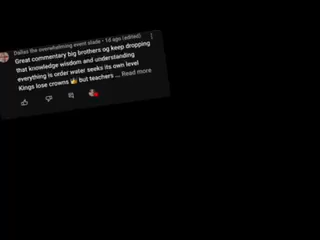 Dallas the overwhelming event slade • 1d ago (edited)
Great commentary big brothers og keep dropping
that knowledge wisdom and understanding
everything is order water seeks its own level
Kings lose crowns 👑 but teachers ... Read more